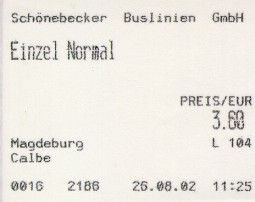 Schönebecker Buslinien GmbH
Einzel Normal
PREIS/EUR
3.60
Magdeburg L 104
Calbe
0016 2186 26.08.02 11:25